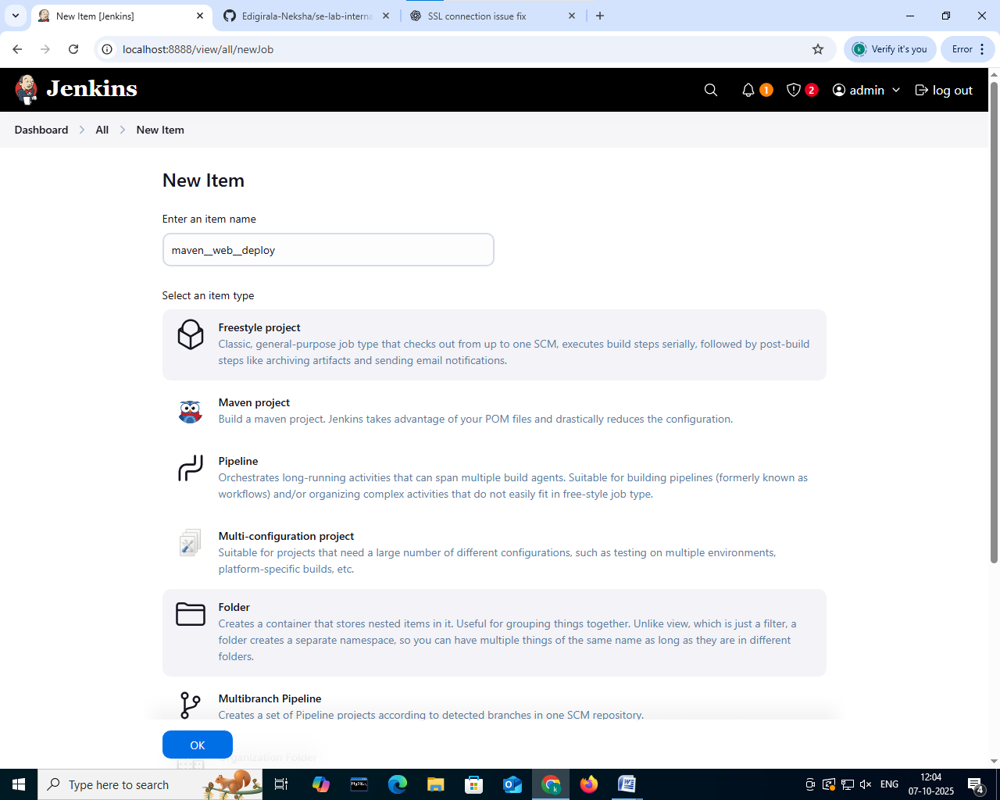 New Item [Jenkins]
Edigirala-Neksha/se-lab-interna
SSL connection issue fix
localhost:8888/view/all/newJob
k
Verify it's you
Error
Jenkins
1
2
admin
log out
Dashboard
All
New Item
New Item
Enter an item name
maven__web__deploy
Select an item type
Freestyle project
Classic, general-purpose job type that checks out from up to one SCM, executes build steps serially, followed by post-build
steps like archiving artifacts and sending email notifications.
Maven project
Build a maven project. Jenkins takes advantage of your POM files and drastically reduces the configuration.
Pipeline
Orchestrates long-running activities that can span multiple build agents. Suitable for building pipelines (formerly known as
workflows) and/or organizing complex activities that do not easily fit in free-style job type.
Multi-configuration project
Suitable for projects that need a large number of different configurations, such as testing on multiple environments,
platform-specific builds, etc.
Folder
Creates a container that stores nested items in it. Useful for grouping things together. Unlike view, which is just a filter, a
folder creates a separate namespace, so you can have multiple things of the same name as long as they are in different
folders.
Multibranch Pipeline
Creates a set of Pipeline projects according to detected branches in one SCM repository.
OK
Organization Folder
Type here to search
MySQL
k
W
ENG
12:04
07-10-2025
4